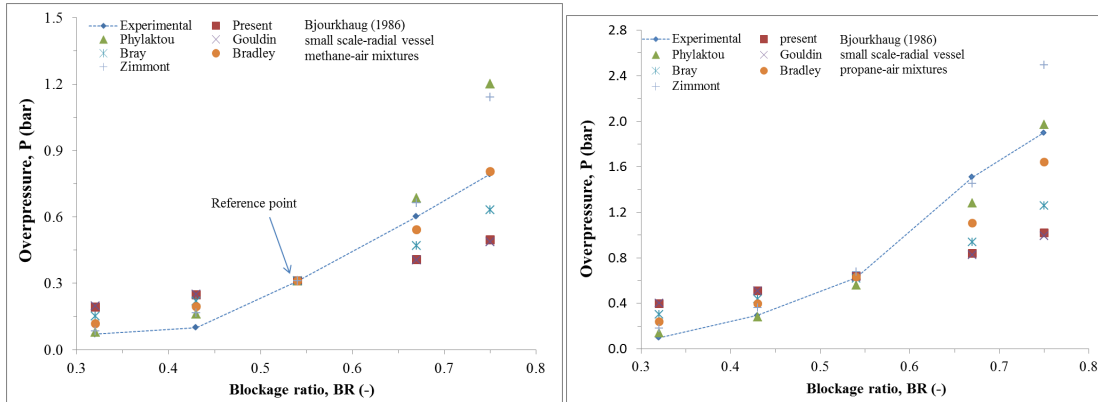 1.5
1.2
0.9
0.6
0.3
0.0
Overpressure, P (bar)
Experimental
Present
Bjourkhaug (1986)
Phylaktou
Gouldin
small scale-radial vessel
Bray
Bradley
methane-air mixtures
Zimmont
Reference point
0.3 0.4 0.5 0.6 0.7 0.8
Blockage ratio, BR (-)
2.8
2.4
2.0
1.6
1.2
0.8
0.4
0.0
Overpressure, P (bar)
Experimental
present
Bjourkhaug (1986)
Phylaktou
Gouldin
small scale-radial vessel
Bray
Bradley
propane-air mixtures
Zimmont
0.3 0.4 0.5 0.6 0.7 0.8
Blockage ratio, BR (-)